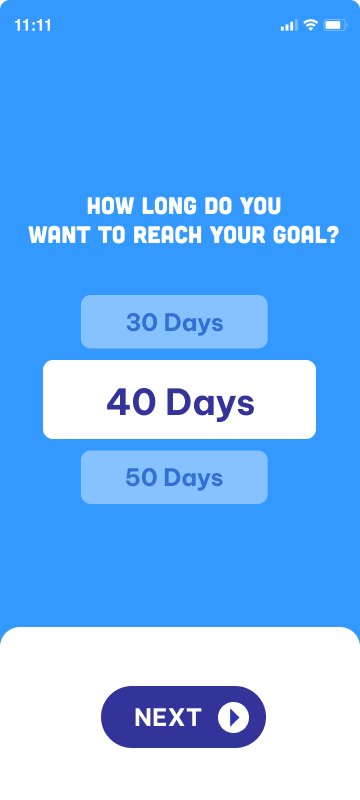 11:11
HOW LONG DO YOU
WANT TO REACH YOUR GOAL?
30 Days
40 Days
50 Days
NEXT